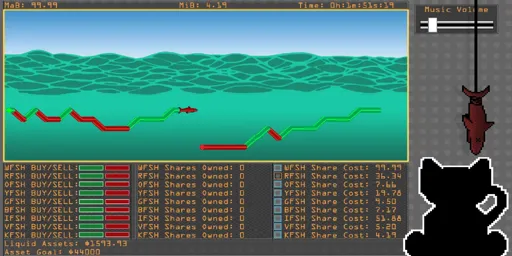 MaB: 99.99 MiB: 4.19 Time: 0h:1m:51s:19
Music Volume
WFSH BUY/SELL: WFSH Shares Owned: 0 WFSH Share Cost: 99.99
RFSH BUY/SELL: RFSH Shares Owned: 0 RFSH Share Cost: 36.34
OFSH BUY/SELL: OFSH Shares Owned: 0 OFSH Share Cost: 7.66
YFSH BUY/SELL: YFSH Shares Owned: 0 YFSH Share Cost: 19.78
GFSH BUY/SELL: GFSH Shares Owned: 0 GFSH Share Cost: 9.50
BFSH BUY/SELL: BFSH Shares Owned: 0 BFSH Share Cost: 7.17
IFSH BUY/SELL: IFSH Shares Owned: 0 IFSH Share Cost: 51.88
VFSH BUY/SELL: VFSH Shares Owned: 0 VFSH Share Cost: 5.20
KFSH BUY/SELL: KFSH Shares Owned: 0 KFSH Share Cost: 4.19
Liquid Assets: $1593.93
Asset Goal: $44000